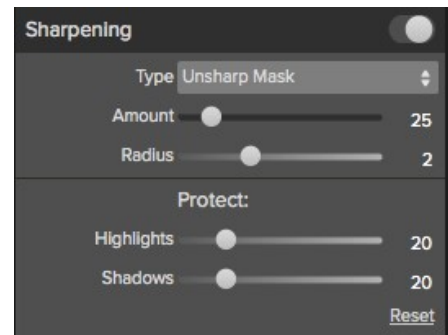 Sharpening
Type Unsharp Mask
Amount 25
Radius 2
Protect:
Highlights 20
Shadows 20
Reset